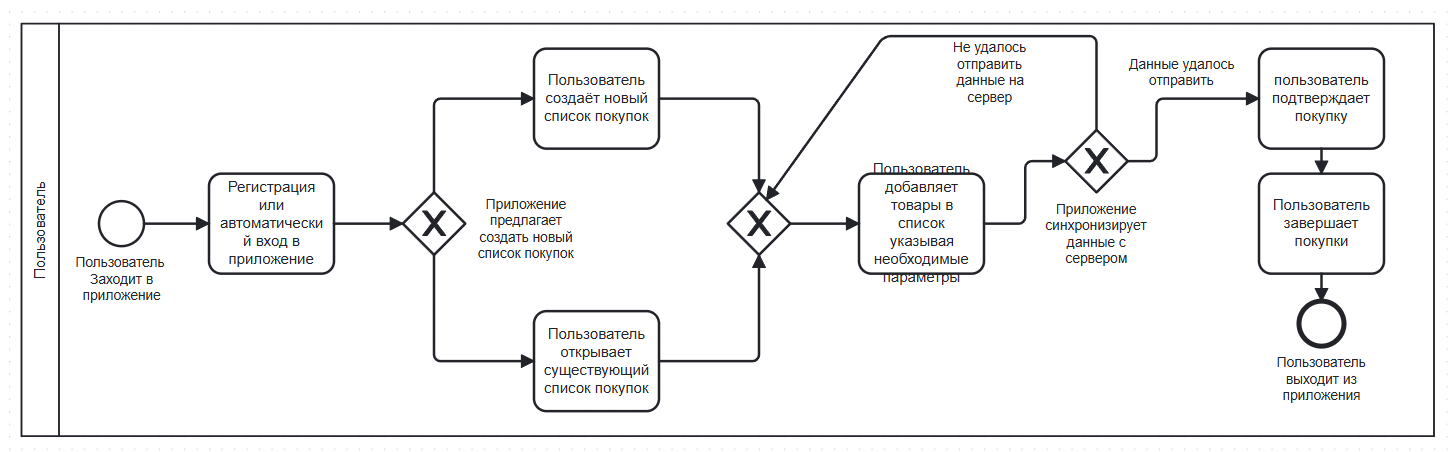 Пользователь
Пользователь
Заходит в
приложение
Регистрация
или
автоматически
й вход в
приложение
Приложение
предлагает
создать новый
список покупок
Пользователь
создаёт новый
список покупок
Пользователь
открывает
существующий
список покупок
Пользователь
добавляет
товары в
список
указывая
необходимые
параметры
Не удалось
отправить
данные на
сервер
Приложение
синхронизирует
данные с
сервером
Данные удалось
отправить
пользователь
подтверждает
покупку
Пользователь
завершает
покупки
Пользователь
выходит из
приложения